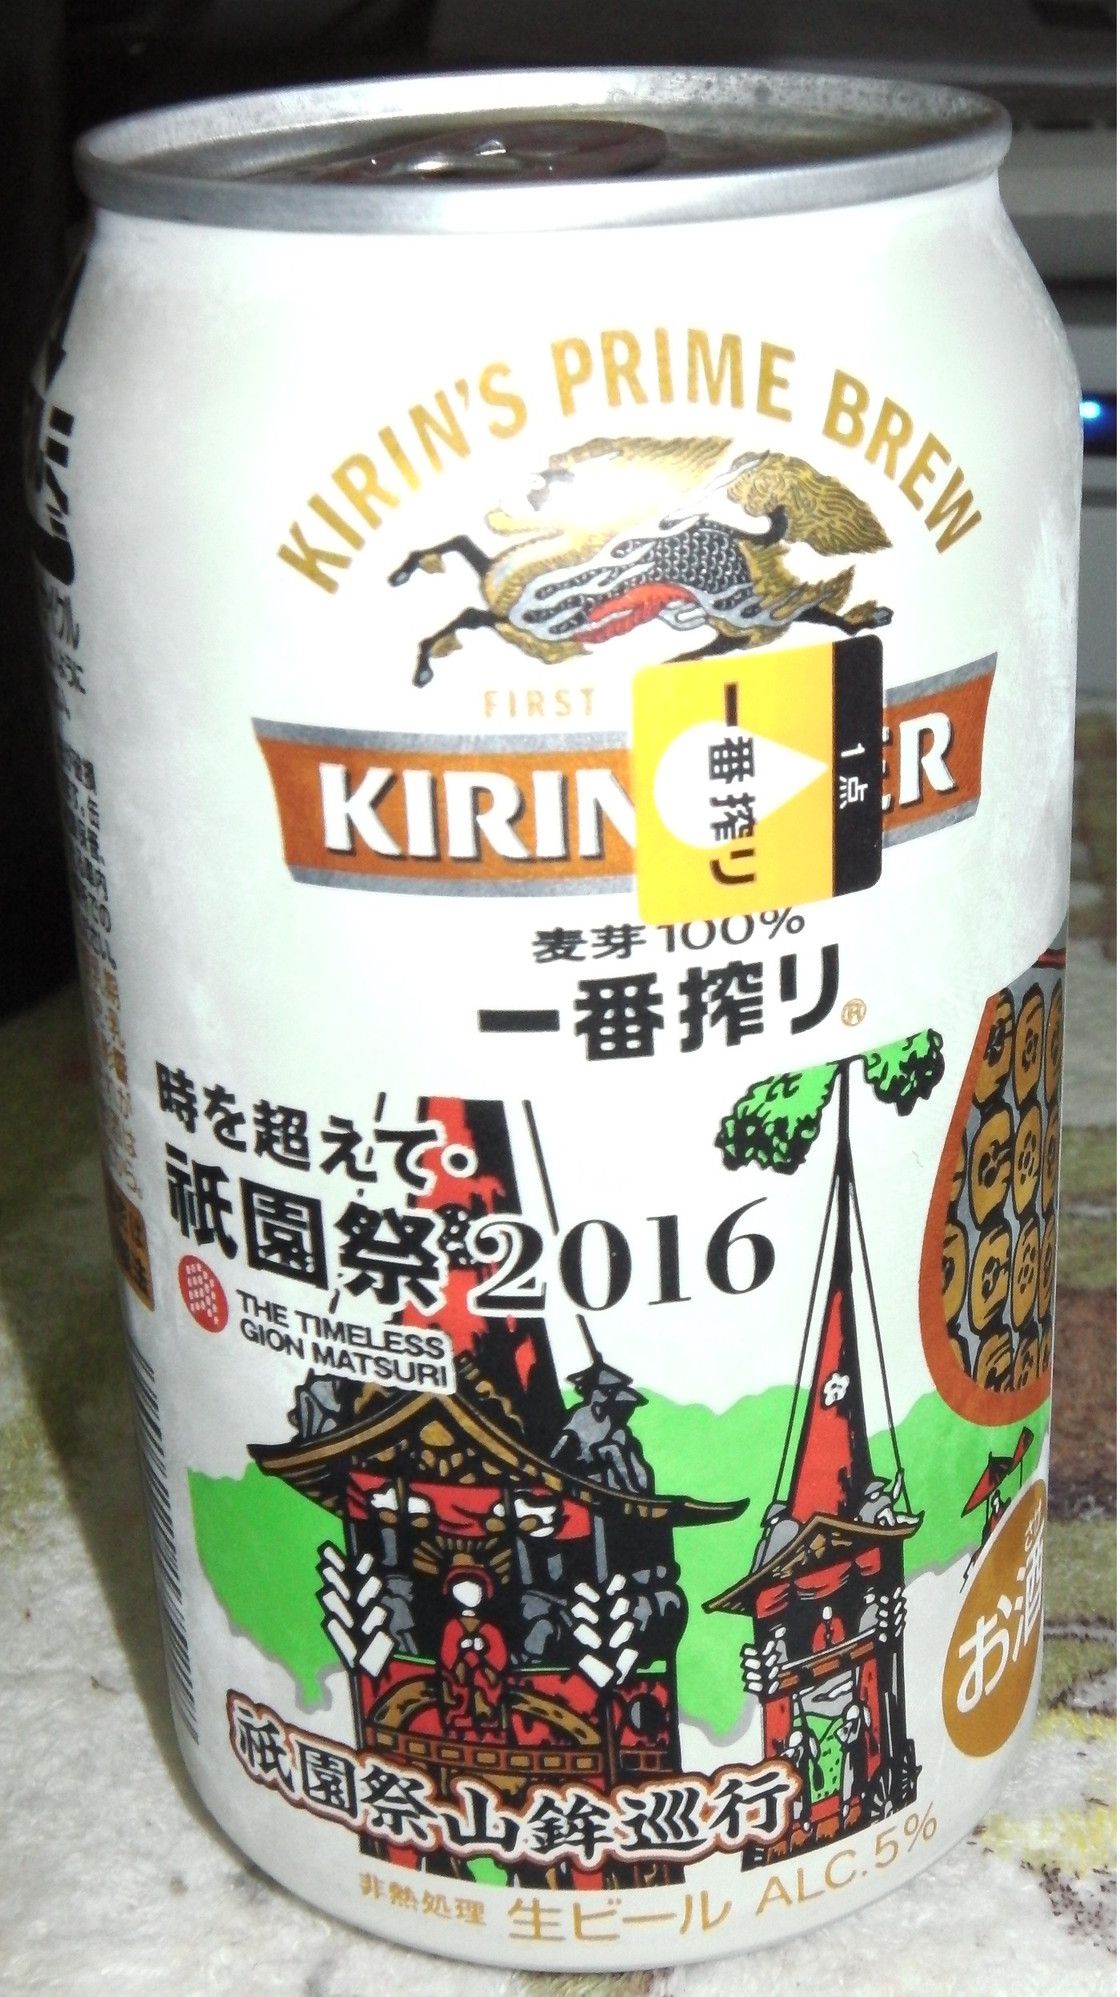 KIRIN'S PRIME BREW
FIRST
KIRIN
ER
一番搾り
1点
麦芽100%
一番搾り®
時を超えて・
祇園祭2016
THE TIMELESS
GION MATSURI
お酒
祇園祭山鉾巡行
非熱処理 生ビール ALC.5%